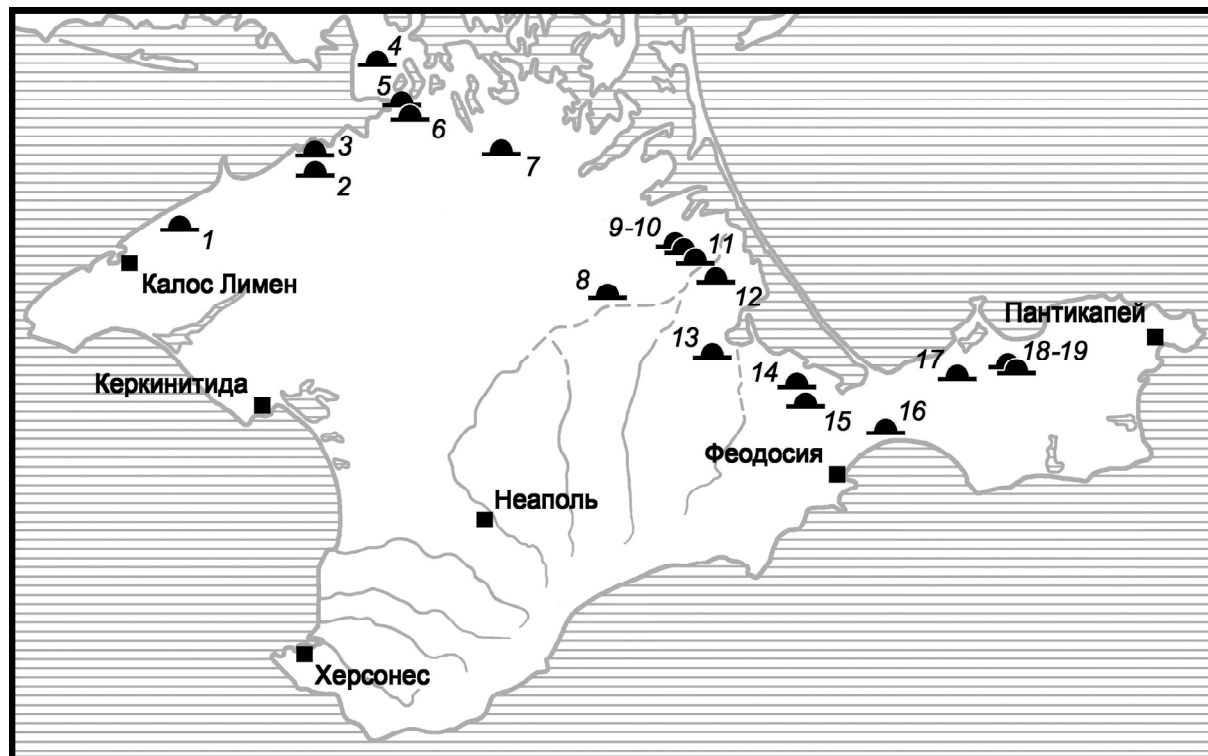 4
5
6
3
7
2
9-10
11
1
8
12
Калос Лимен
Пантикапей
13
18-19
17
14
Керкинитида
15
16
Феодосия
Неаполь
Херсонес